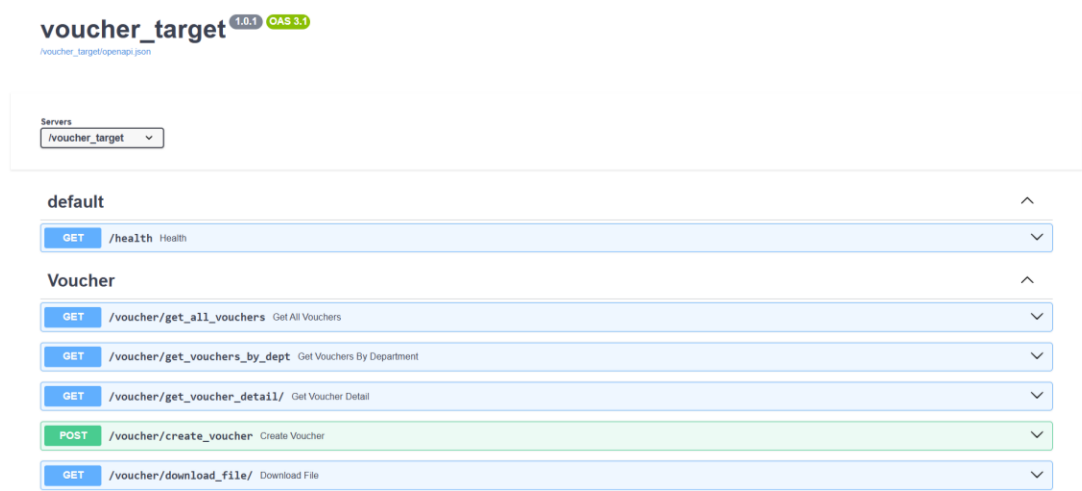 voucher_target 1.0.1 OAS 3.1
/voucher_target/openapi.json
Servers
/voucher_target
default
GET /health Health
Voucher
GET /voucher/get_all_vouchers Get All Vouchers
GET /voucher/get_vouchers_by_dept Get Vouchers By Department
GET /voucher/get_voucher_detail/ Get Voucher Detail
POST /voucher/create_voucher Create Voucher
GET /voucher/download_file/ Download File